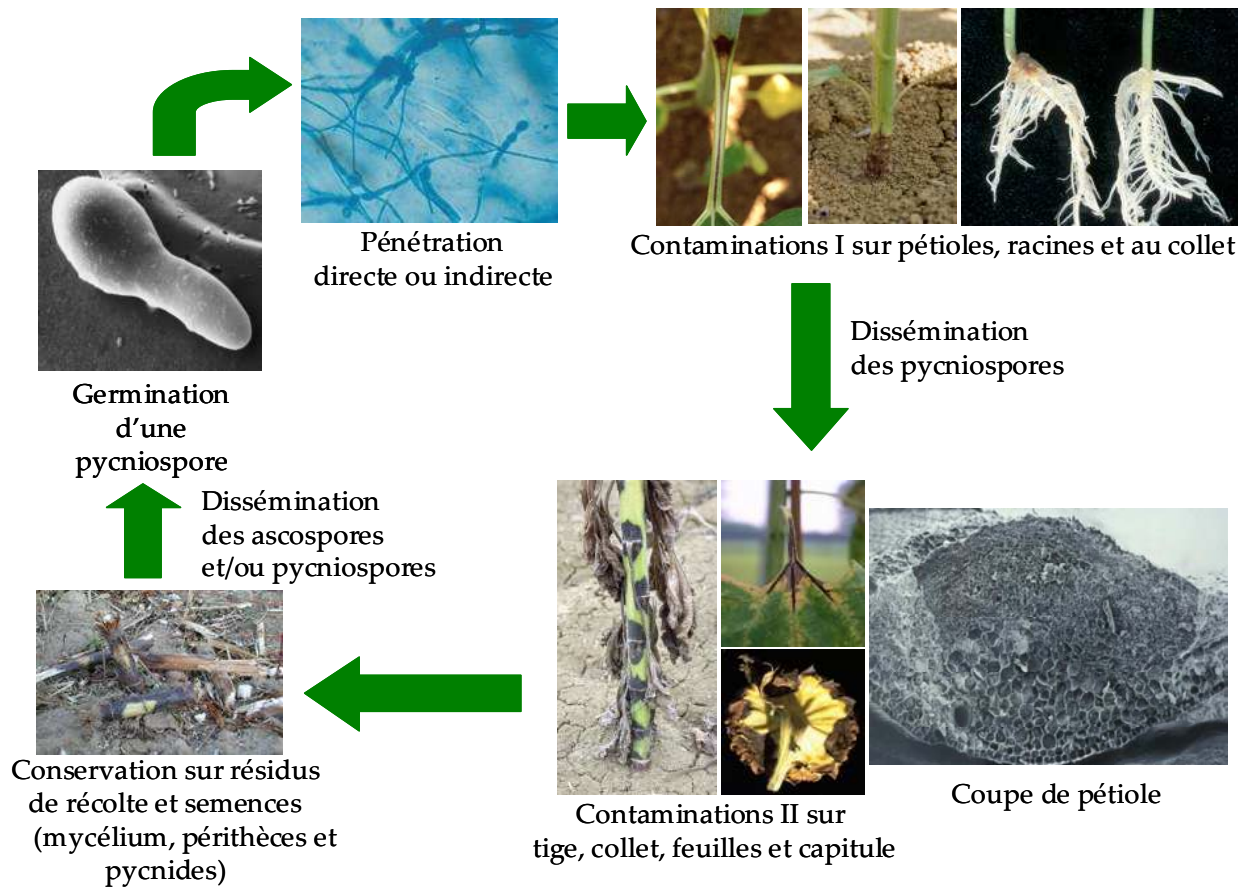 Pénétration
directe ou indirecte
Contaminations I sur pétioles, racines et au collet
Dissémination
des pycniospores
Germination
d’une
pycniospore
Dissémination
des ascospores
et/ou pycniospores
Conservation sur résidus
de récolte et semences
(mycélium, périthèces et
pycnides)
Contaminations II sur
tige, collet, feuilles et capitule
Coupe de pétiole